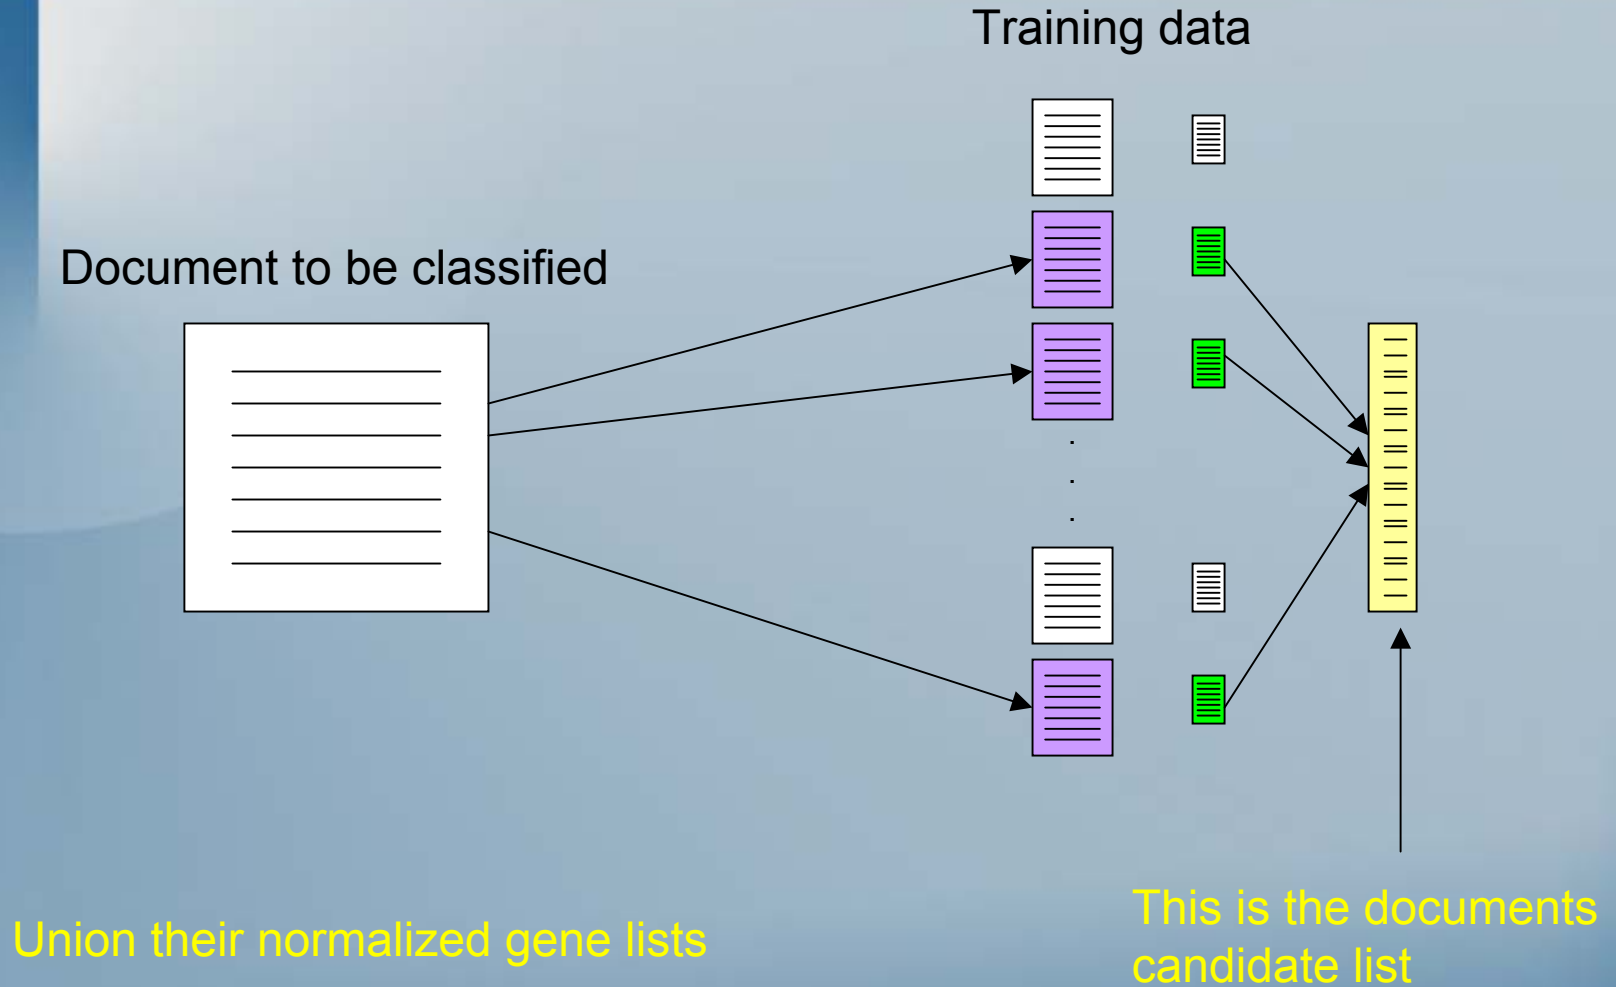 Training data
Document to be classified
.
.
.
Union their normalized gene lists
This is the documents
candidate list